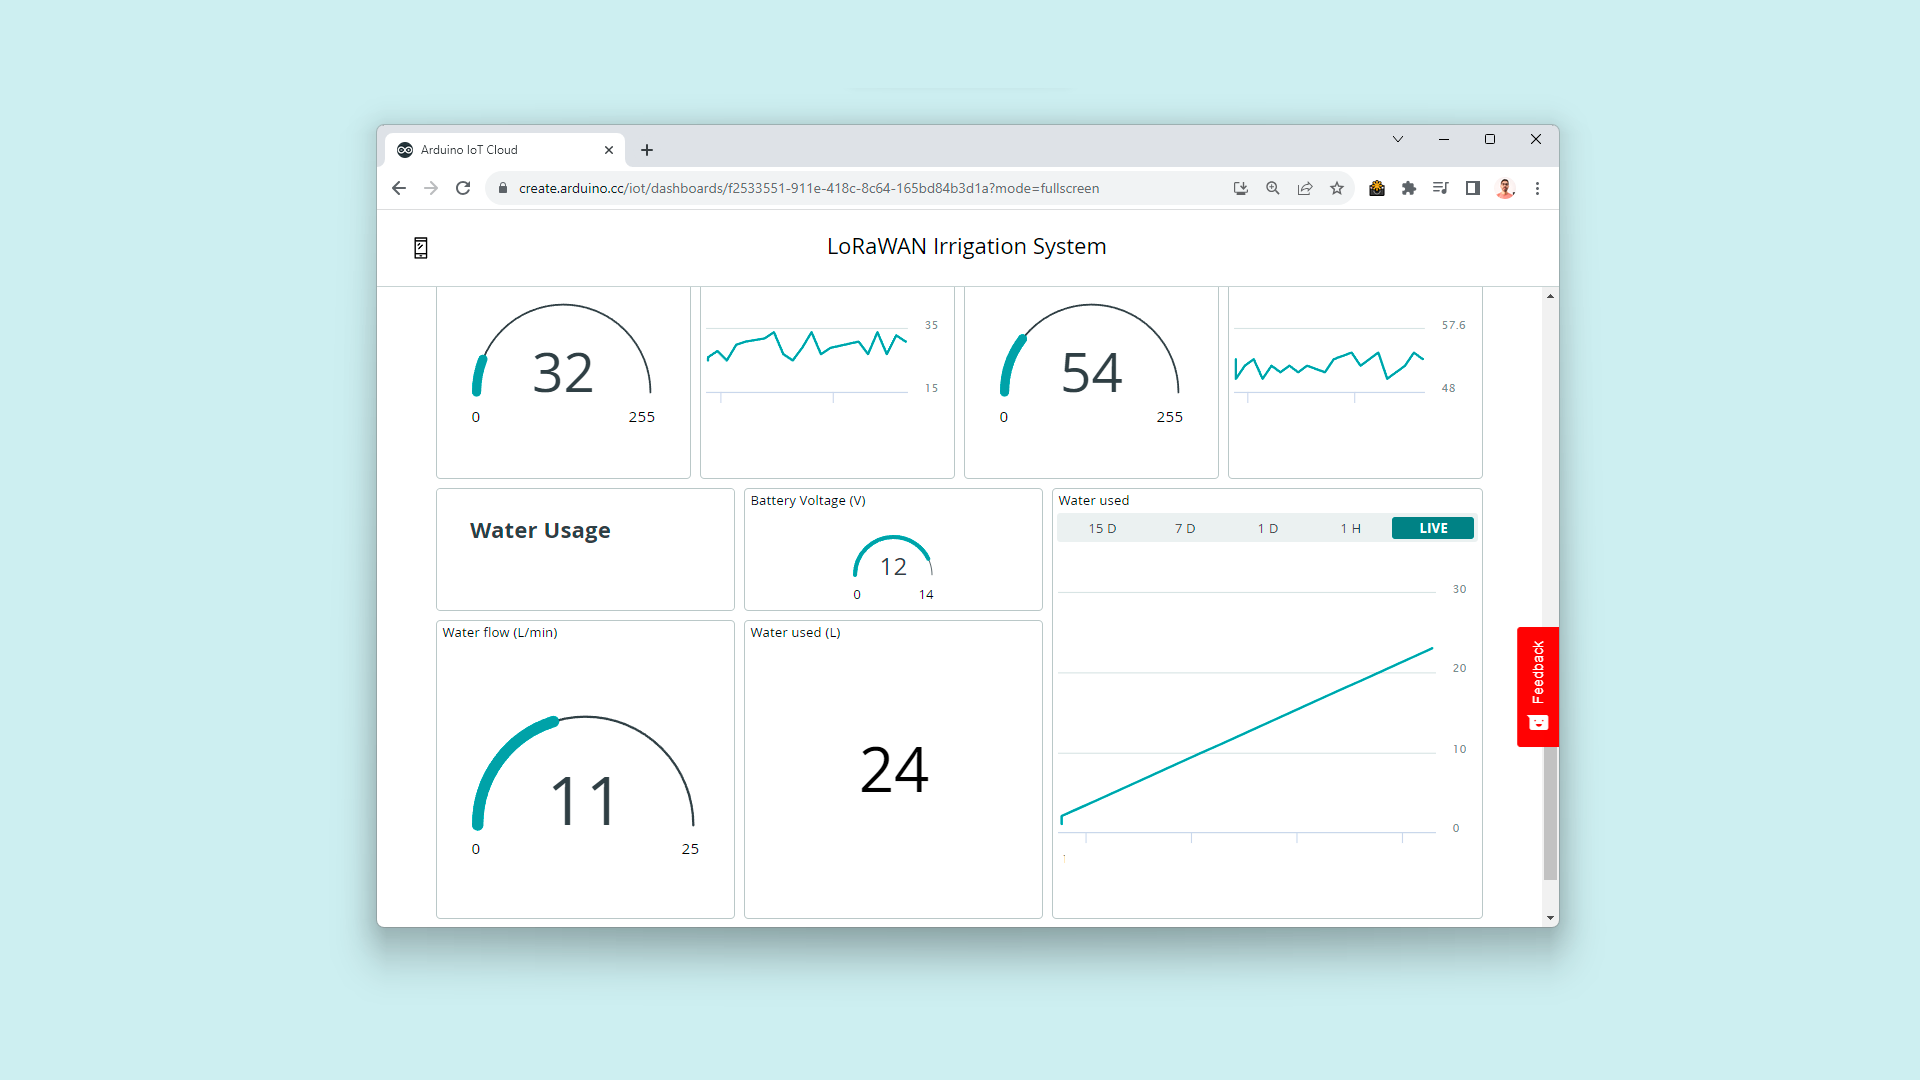 Arduino IoT Cloud
create.arduino.cc/iot/dashboards/f2533551-911e-418c-8c64-165bd84b3d1a?mode=fullscreen
LoRaWAN Irrigation System
32
0
255
35
15
54
0
255
57.6
48
Water Usage
Battery Voltage (V)
12
0
14
Water used
15 D
7 D
1 D
1 H
LIVE
30
20
10
0
Water flow (L/min)
11
0
25
Water used (L)
24
Feedback